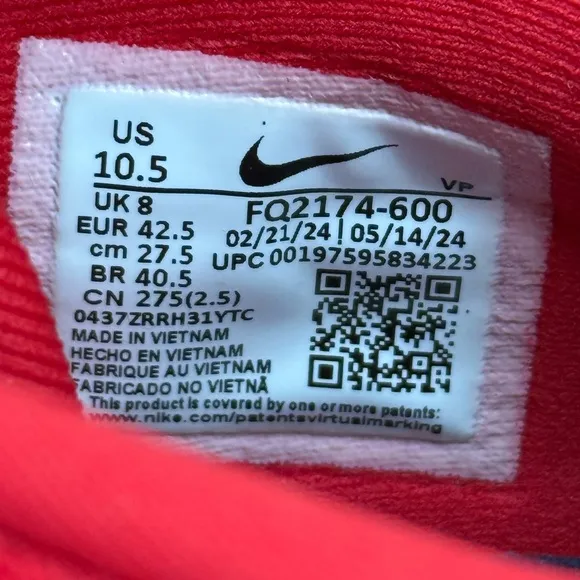 US
10.5
VP
UK 8
EUR 42.5
cm 27.5
BR 40.5
CN 275(2.5)
FQ2174-600
02/21/24 | 05/14/24
UPC 00197595834223
0437ZRRH31YTC
MADE IN VIETNAM
HECHO EN VIETNAM
FABRIQUE AU VIETNAM
FABRICADO NO VIETNÃ
This product is covered by one or more patents:
www.nike.com/patentsvirtualmarking